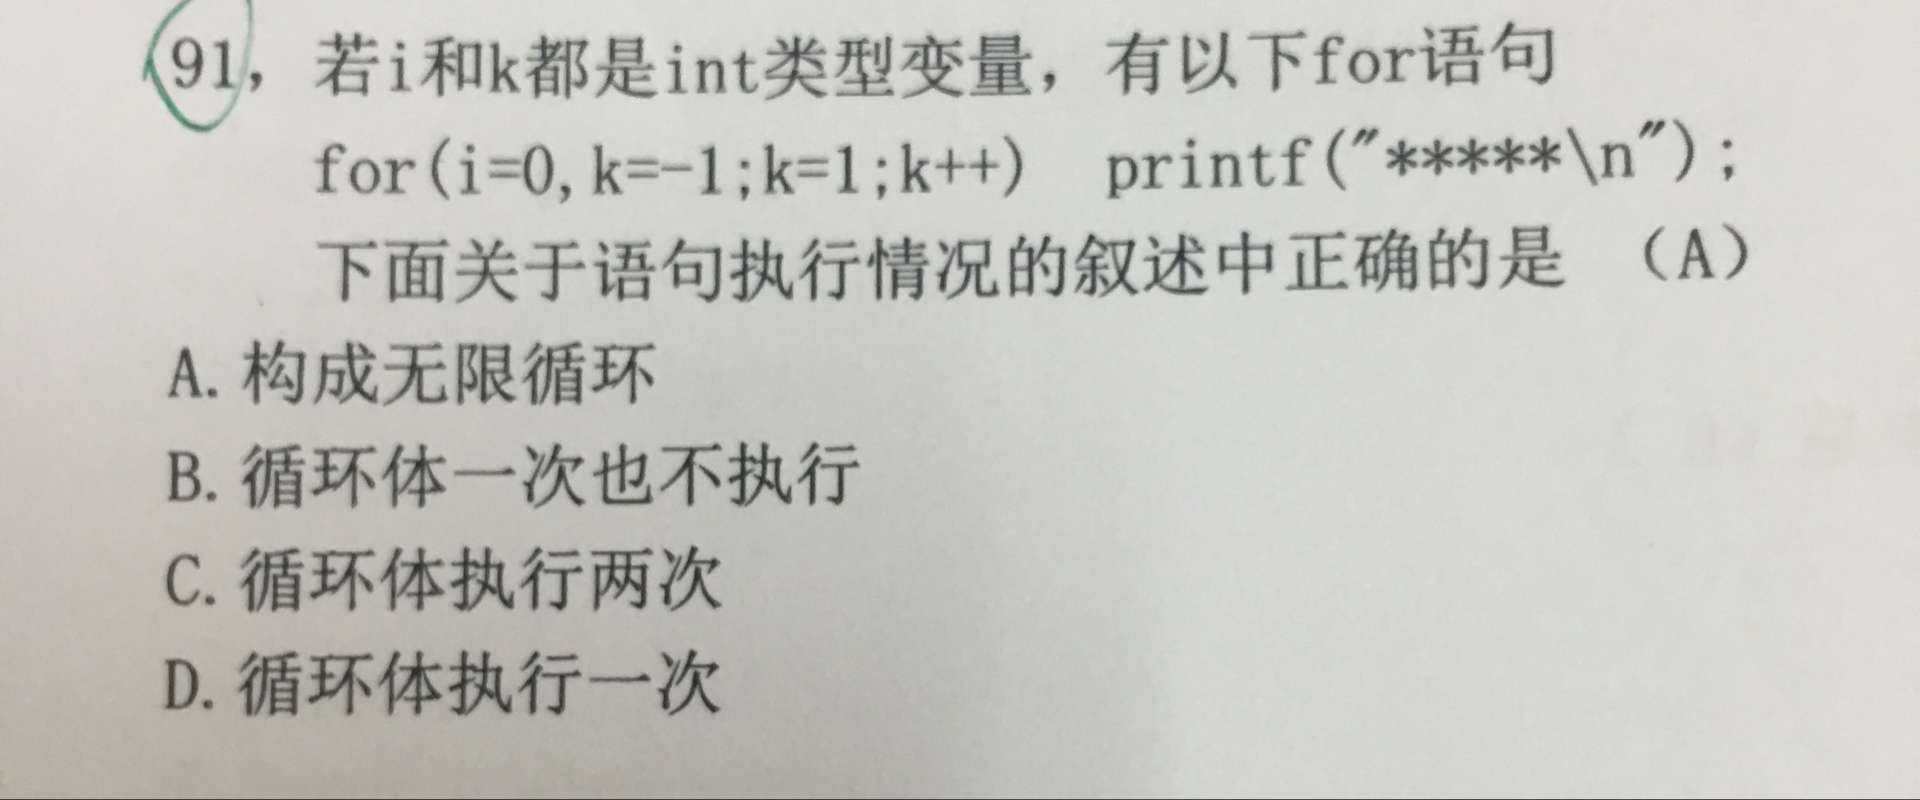 91，若i和k都是int类型变量，有以下for语句
for(i=0,k=-1;k=1;k++) printf("*****\n");
下面关于语句执行情况的叙述中正确的是 （A）
A.构成无限循环
B.循环体一次也不执行
C.循环体执行两次
D.循环体执行一次